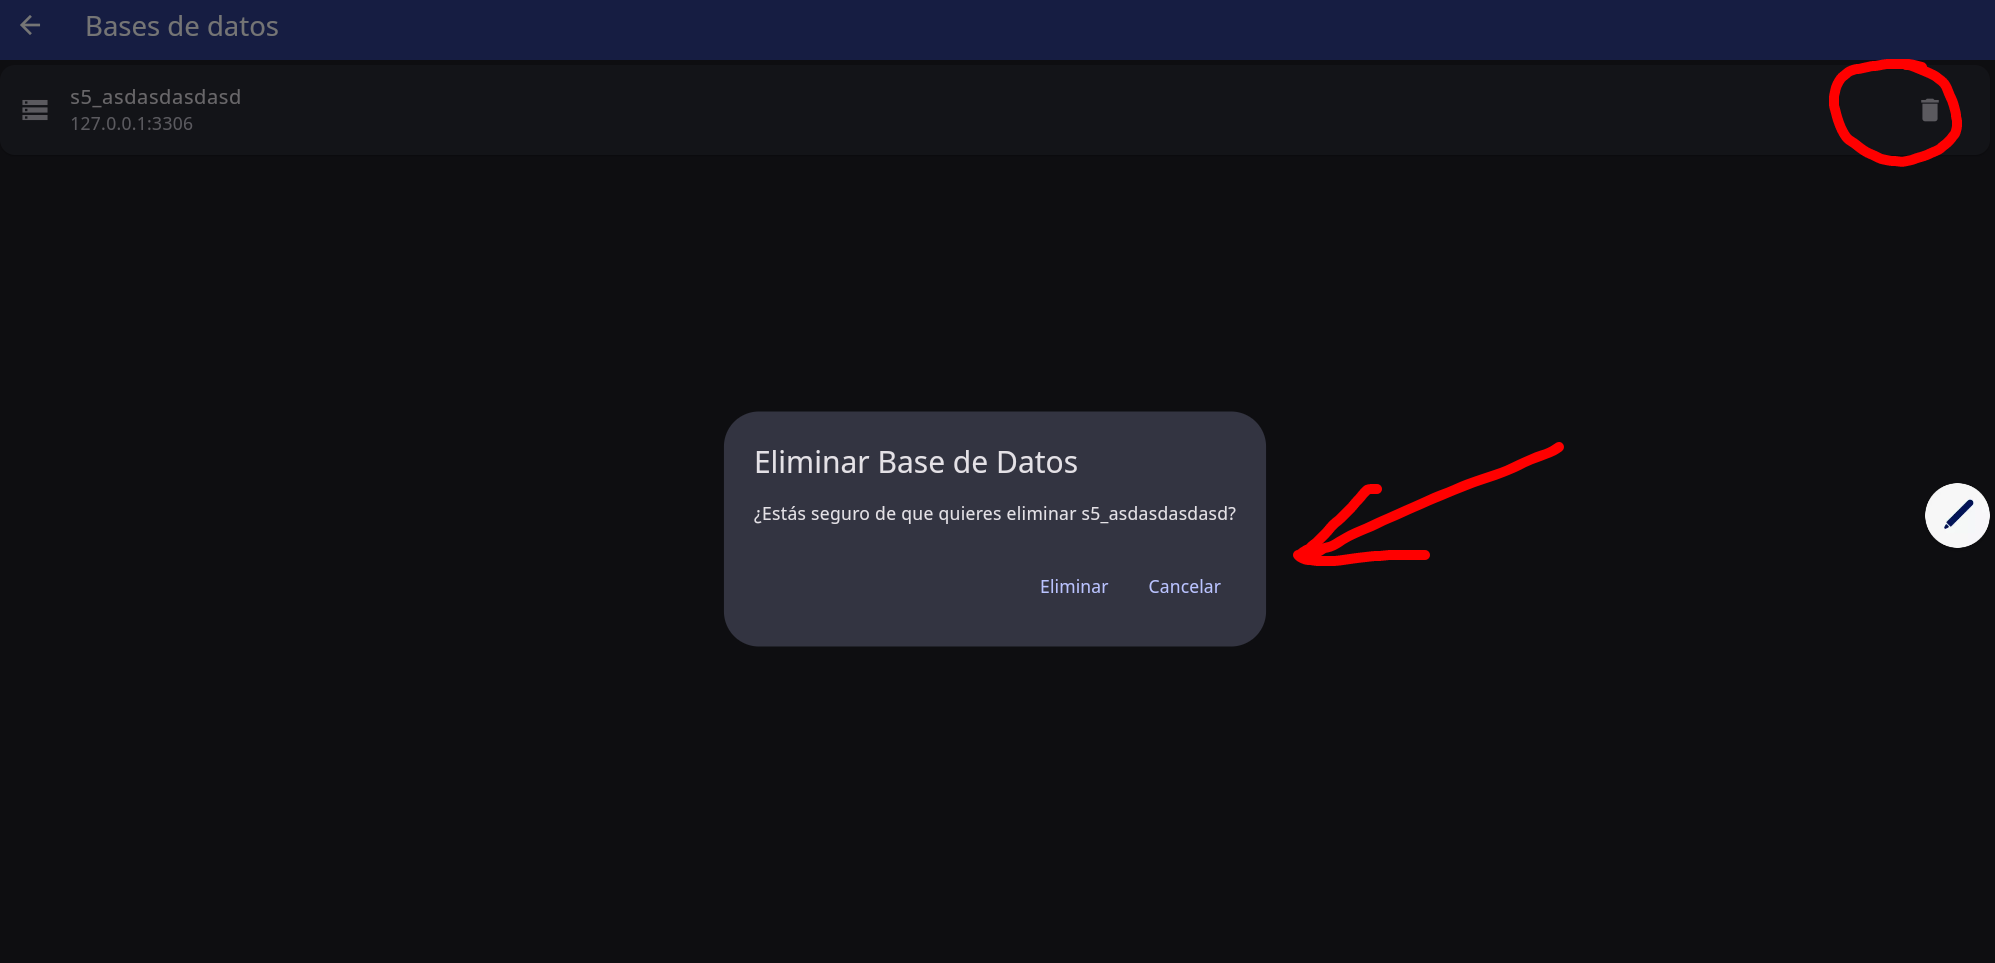 Bases de datos
s5_asdasdasdasd
127.0.0.1:3306
Eliminar Base de Datos
¿Estás seguro de que quieres eliminar s5_asdasdasdasd?
Eliminar Cancelar